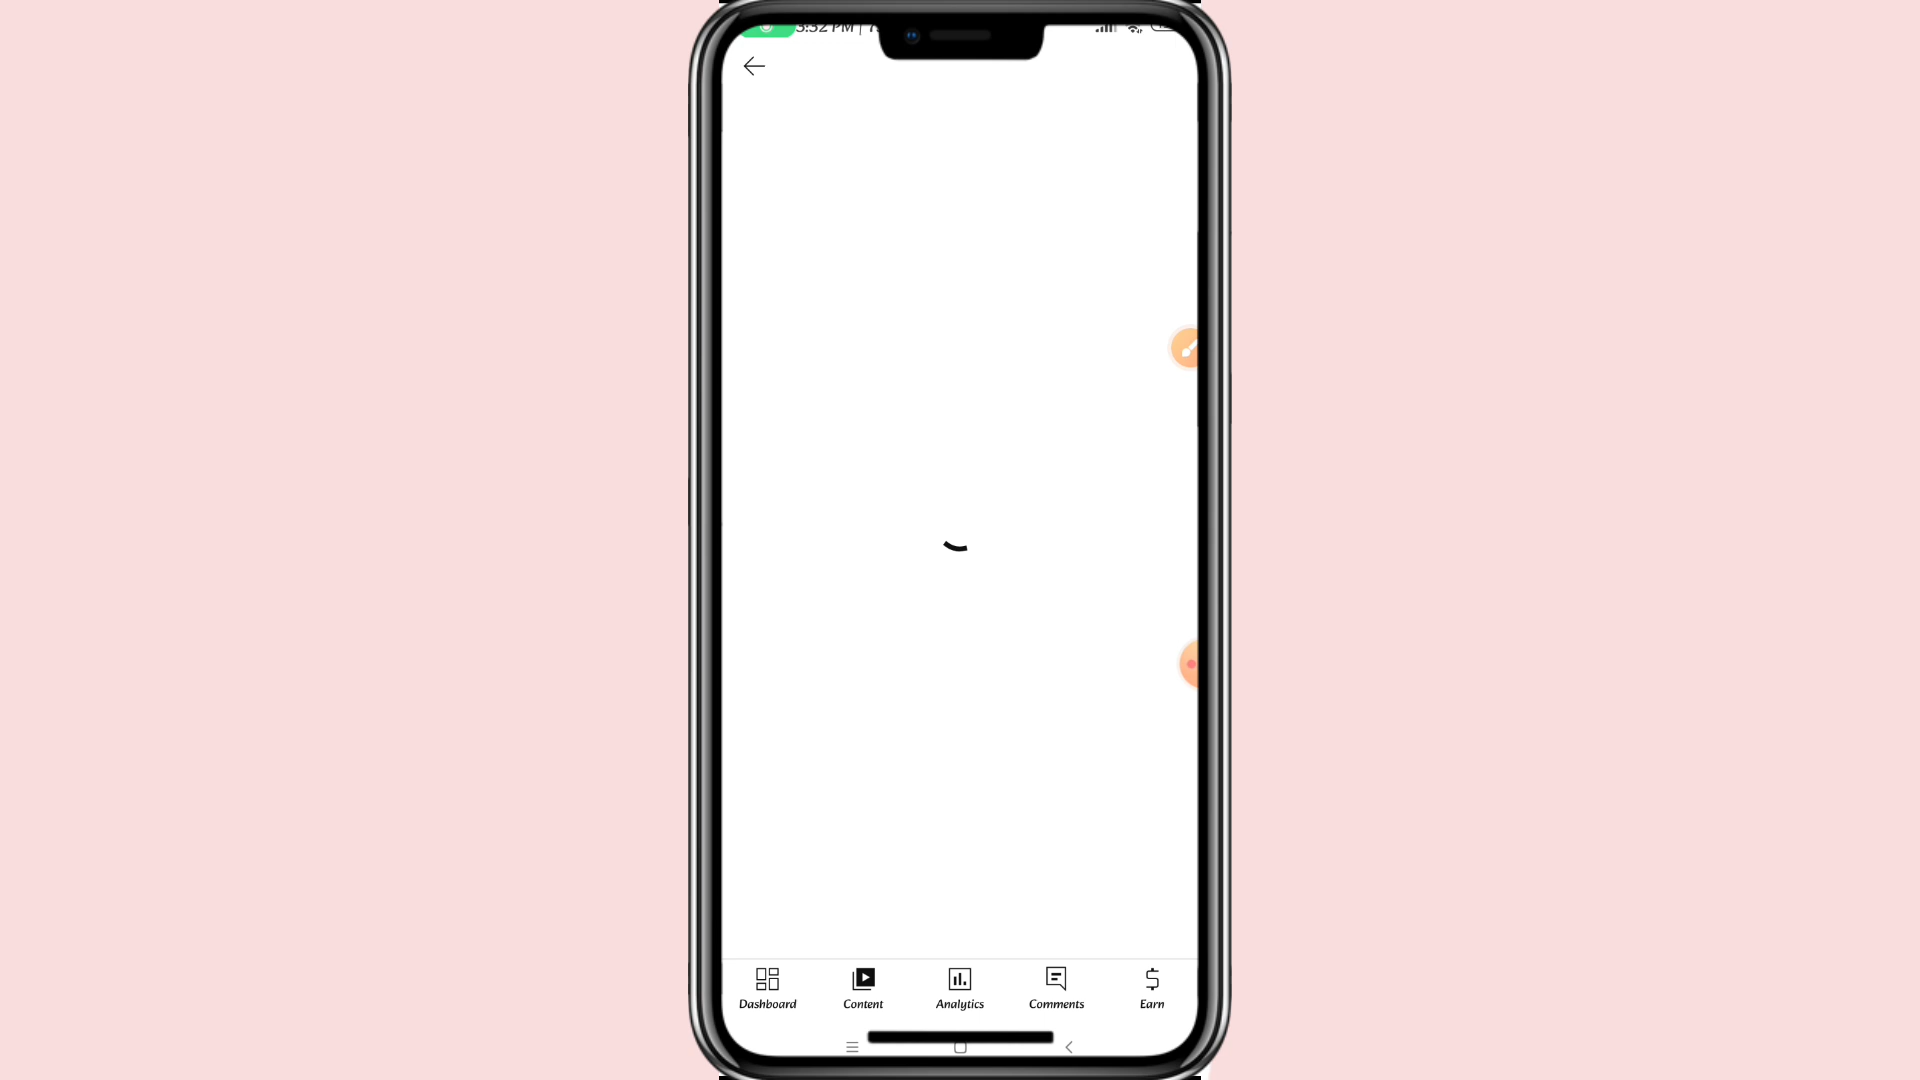 3:32 PM |
Dashboard
Content
Analytics
Comments
Earn